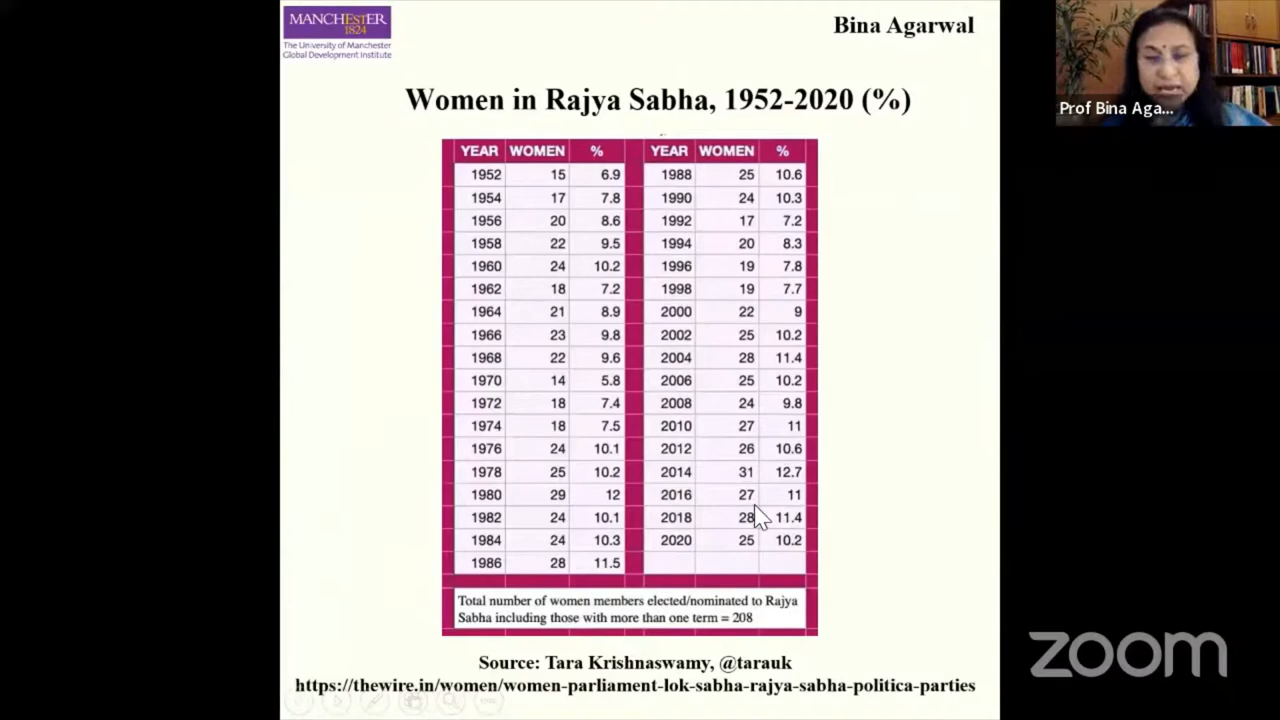 MANCHESTER
1824
The University of Manchester
Global Development Institute
Bina Agarwal
Prof Bina Aga...
Women in Rajya Sabha, 1952-2020 (%)
YEAR WOMEN % YEAR WOMEN %
1952 15 6.9 1988 25 10.6
1954 17 7.8 1990 24 10.3
1956 20 8.6 1992 17 7.2
1958 22 9.5 1994 20 8.3
1960 24 10.2 1996 19 7.8
1962 18 7.2 1998 19 7.7
1964 21 8.9 2000 22 9
1966 23 9.8 2002 25 10.2
1968 22 9.6 2004 28 11.4
1970 14 5.8 2006 25 10.2
1972 18 7.4 2008 24 9.8
1974 18 7.5 2010 27 11
1976 24 10.1 2012 26 10.6
1978 25 10.2 2014 31 12.7
1980 29 12 2016 27 11
1982 24 10.1 2018 28 11.4
1984 24 10.3 2020 25 10.2
1986 28 11.5
Total number of women members elected/nominated to Rajya
Sabha including those with more than one term = 208
Source: Tara Krishnaswamy, @tarauk
https://thewire.in/women/women-parliament-lok-sabha-rajya-sabha-politica-parties
zoom